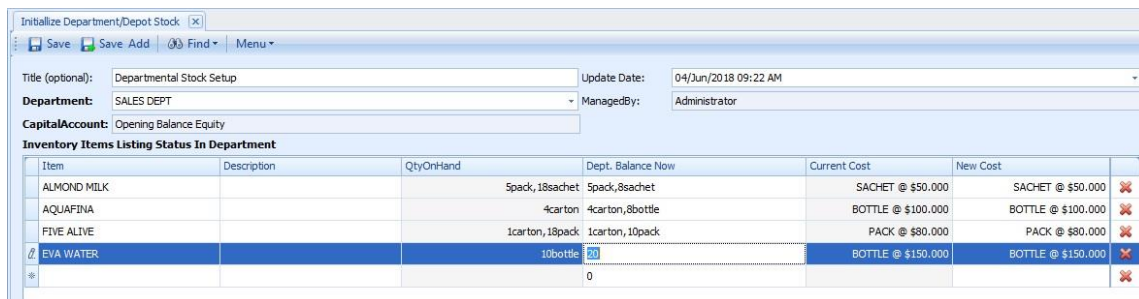 Initiallize Department/Depot Stock
Save Save Add Find Menu
Title (optional): Departmental Stock Setup Update Date: 04/Jun/2018 09:22 AM
Department: SALES DEPT ManagedBy: Administrator
CapitalAccount: Opening Balance Equity
Inventory Items Listing Status In Department
Item Description QtyOnHand Dept. Balance Now Current Cost New Cost
ALMOND MILK 5pack,18sachet 5pack,8sachet SACHET @ $50.000 SACHET @ $50.000
AQUAFINA 4carton 4carton,8bottle BOTTLE @ $100.000 BOTTLE @ $100.000
FIVE ALIVE 1carton,18pack 1carton,10pack PACK @ $80.000 PACK @ $80.000
EVA WATER 10bottle 20 BOTTLE @ $150.000 BOTTLE @ $150.000
0